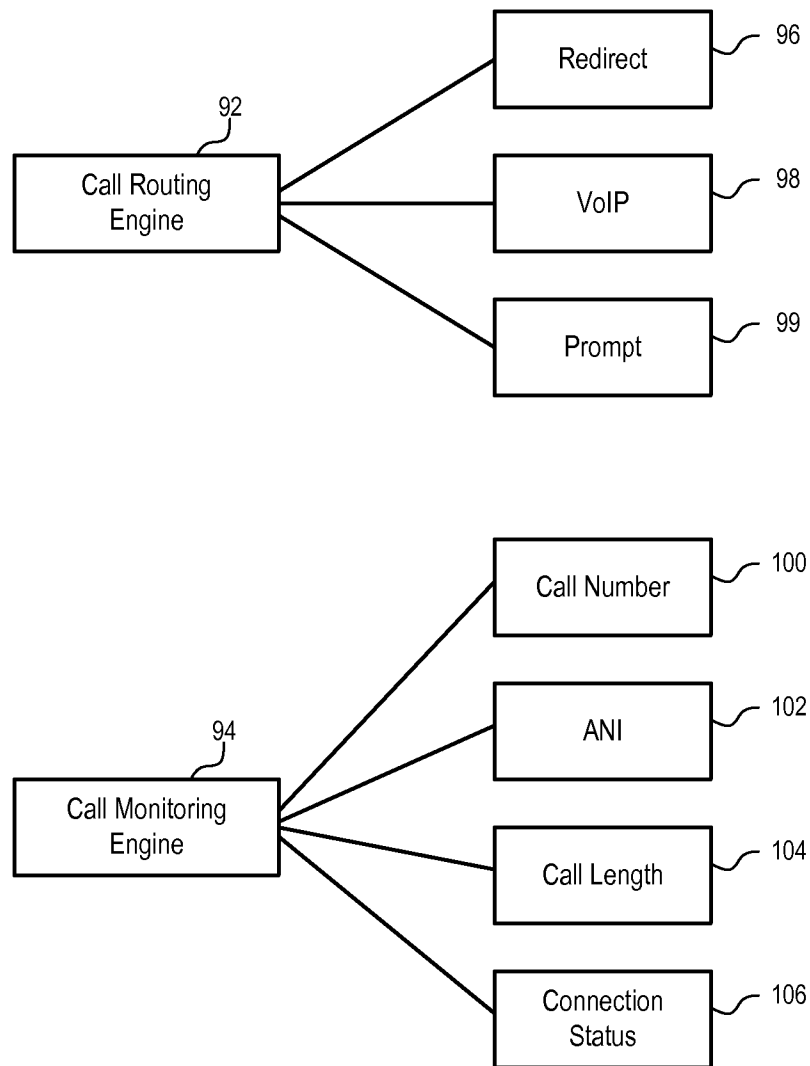 96
Redirect
92
Call Routing
Engine
98
VoIP
99
Prompt
100
Call Number
102
ANI
94
Call Monitoring
Engine
104
Call Length
106
Connection
Status